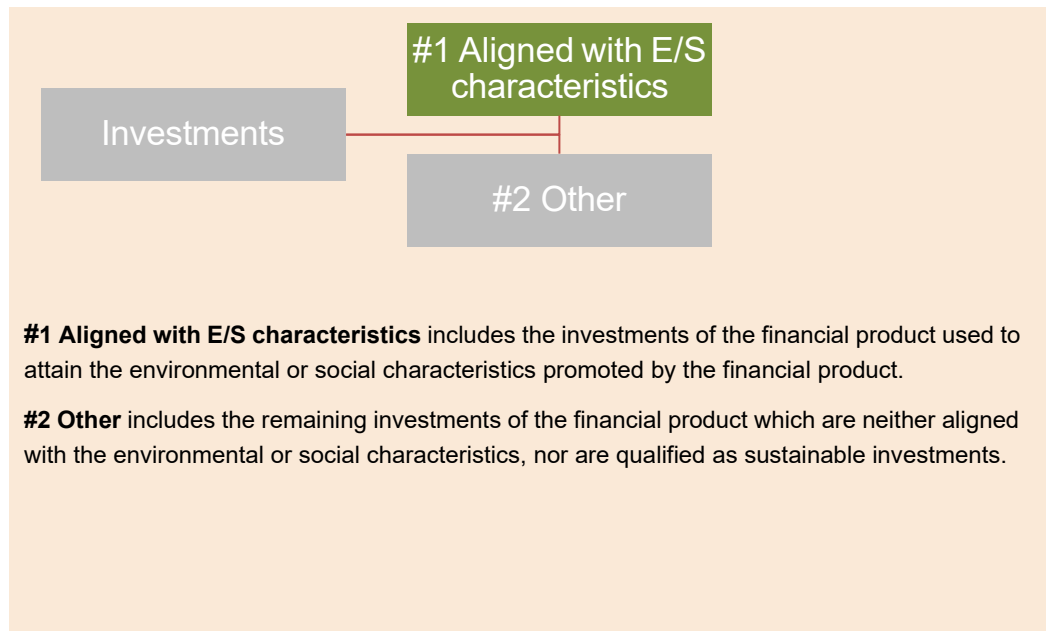 #1 Aligned with E/S
characteristics
Investments
#2 Other
#1 Aligned with E/S characteristics includes the investments of the financial product used to
attain the environmental or social characteristics promoted by the financial product.
#2 Other includes the remaining investments of the financial product which are neither aligned
with the environmental or social characteristics, nor are qualified as sustainable investments.